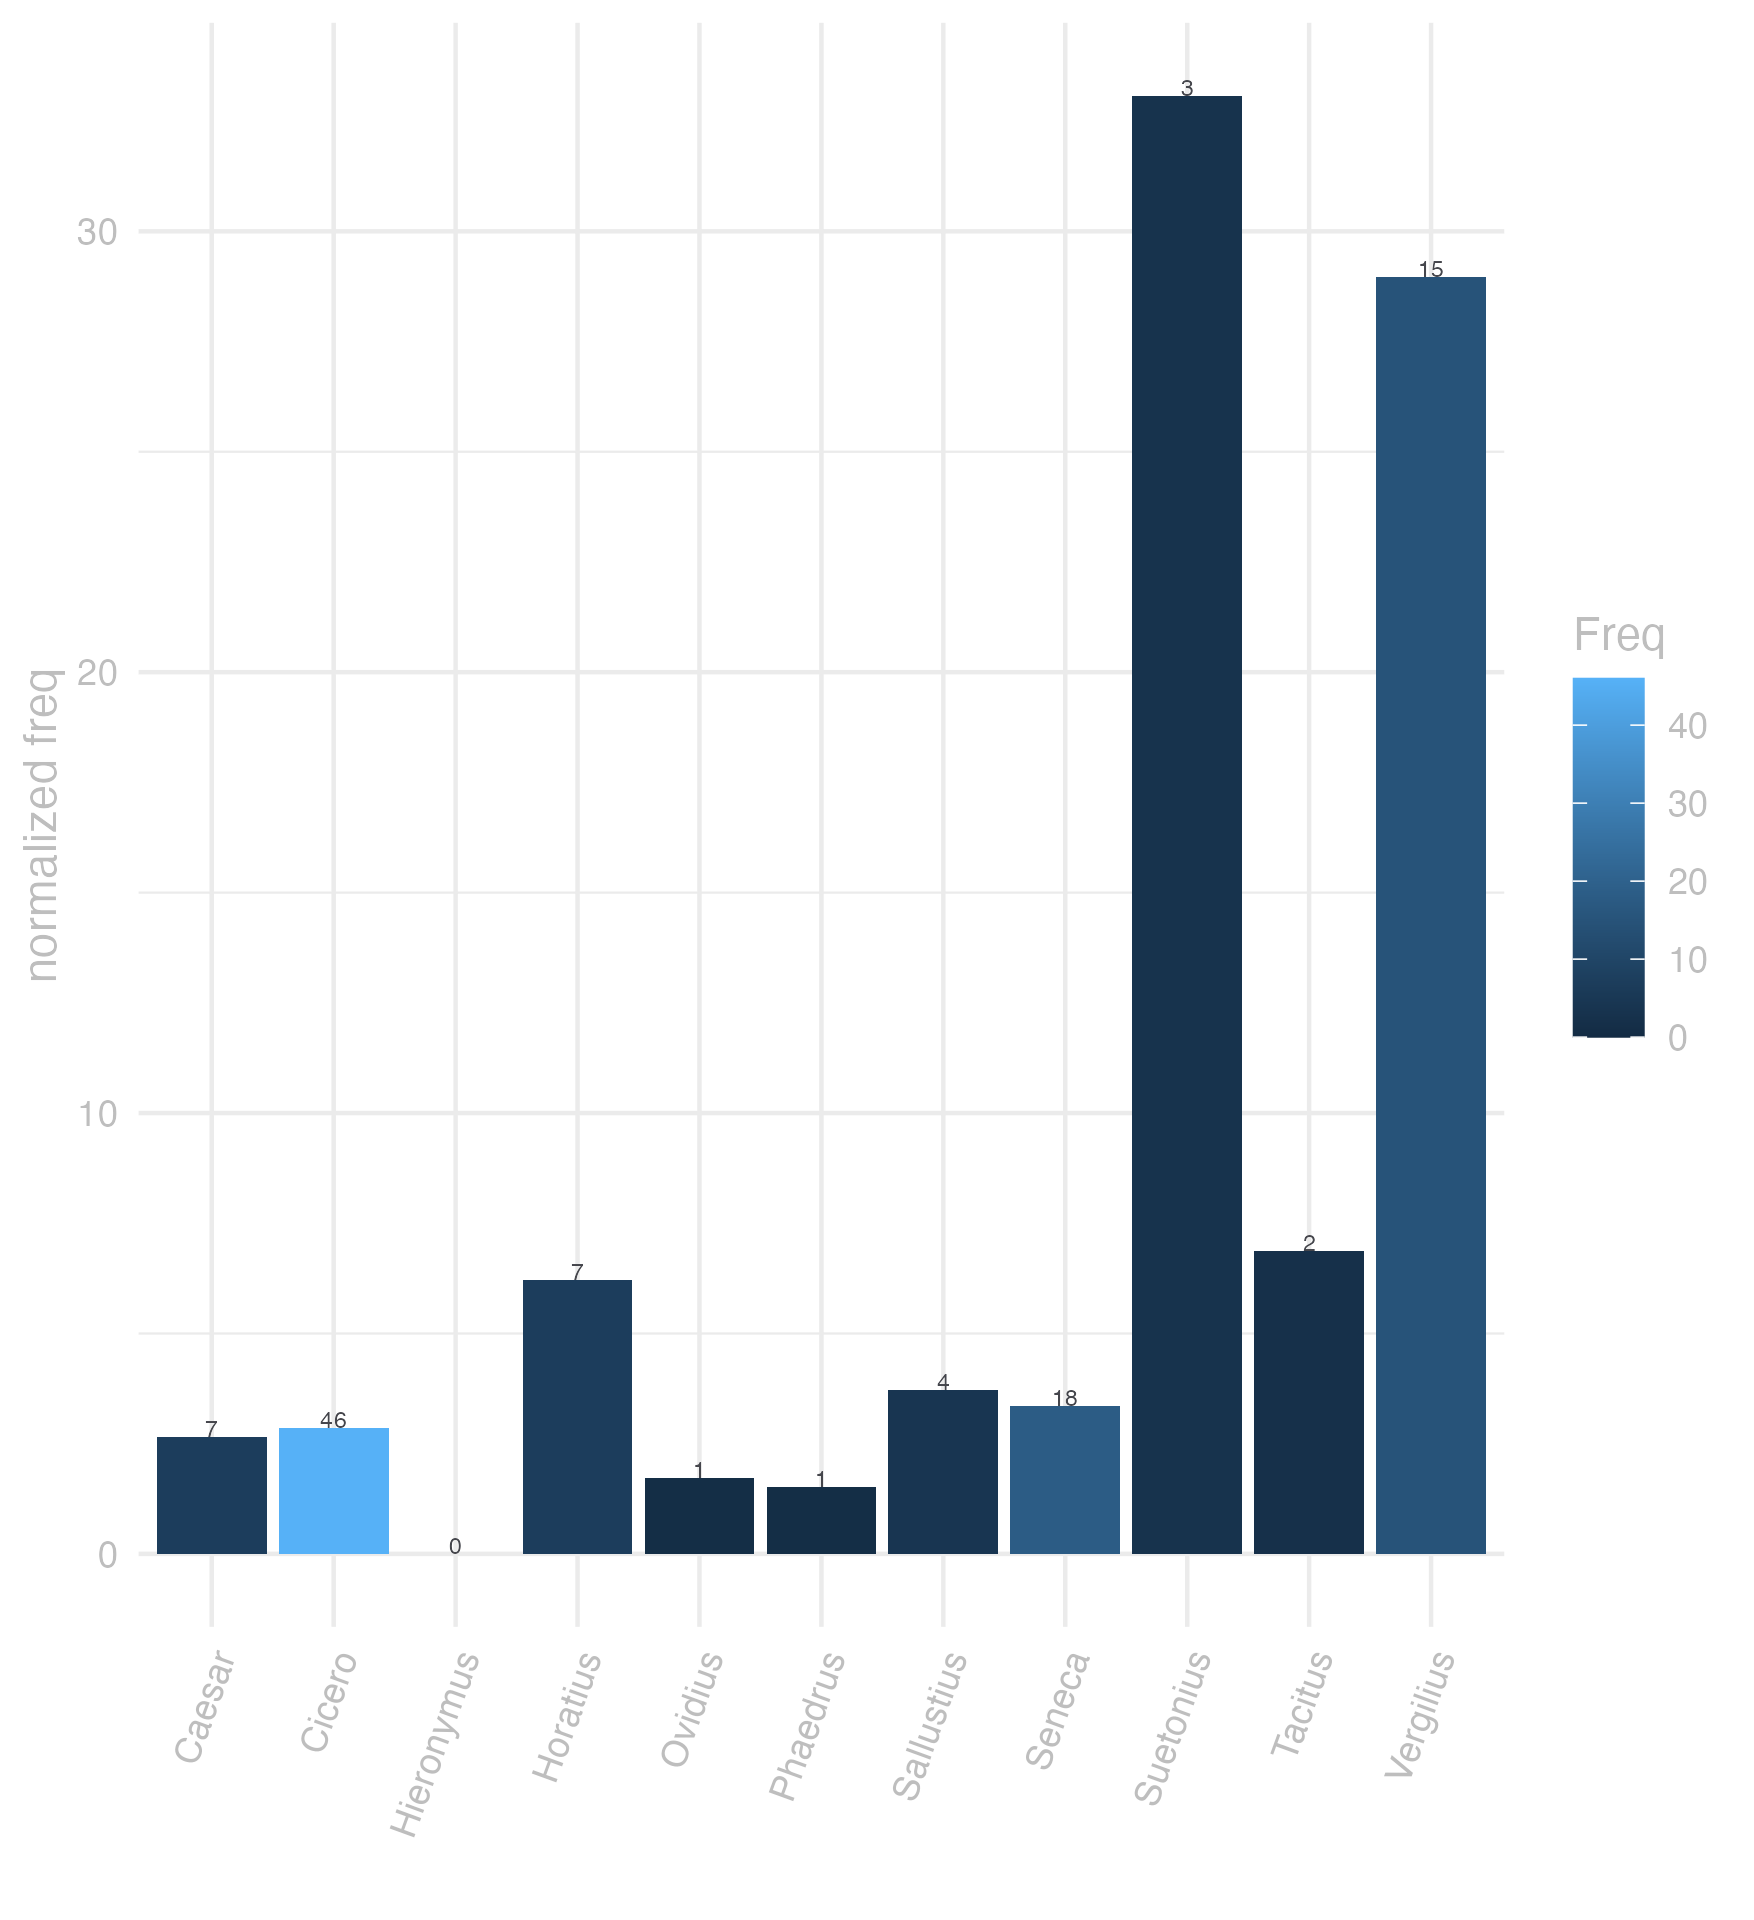 normalized freq
30
20
10
0
7
46
0
7
1
1
4
18
3
2
15
Caesar
Cicero
Hieronymus
Horatius
Ovidius
Phaedrus
Sallustius
Seneca
Suetonius
Tacitus
Vergilius
Freq
40
30
20
10
0